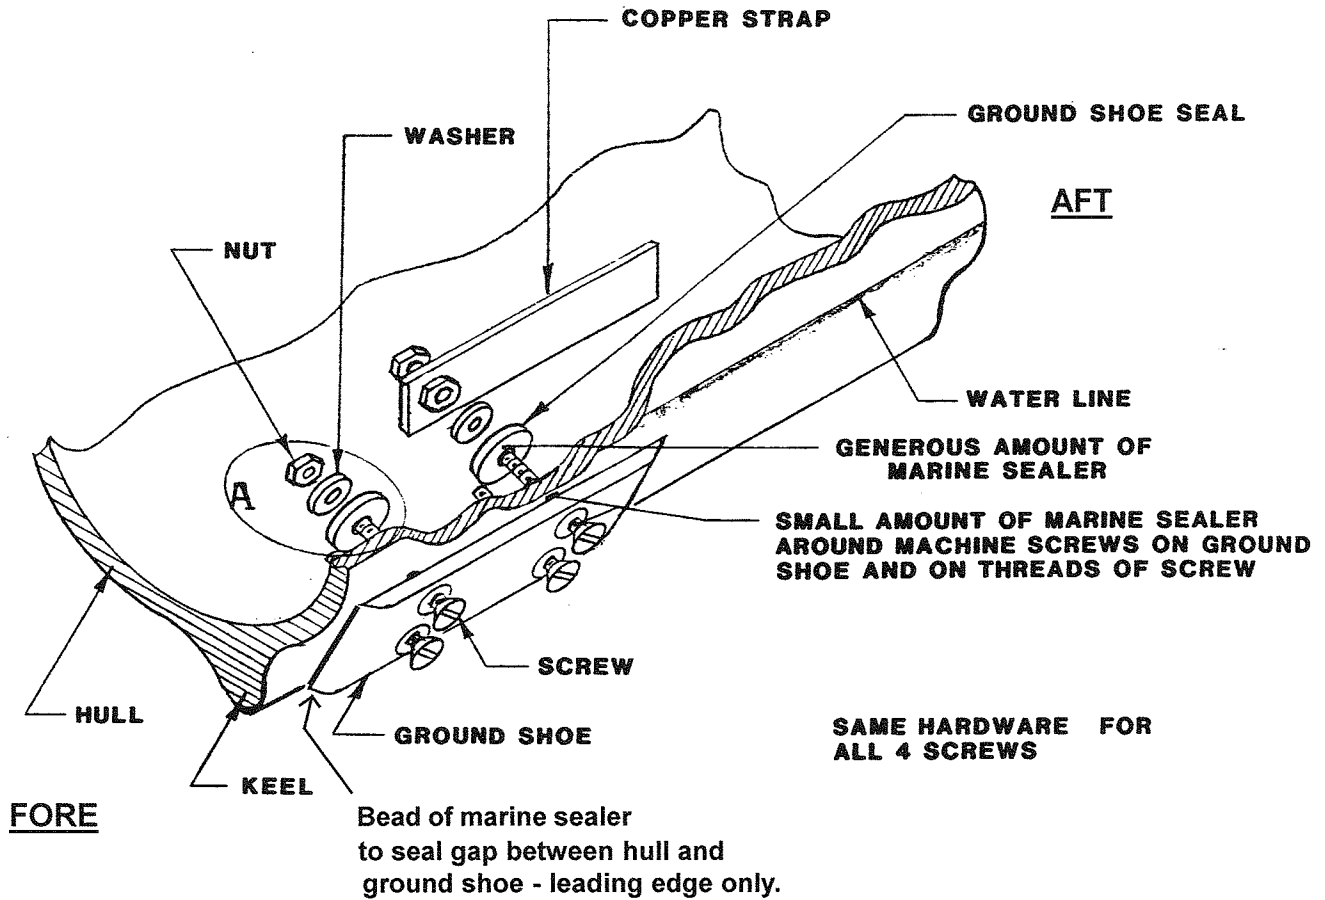 COPPER STRAP
GROUND SHOE SEAL
WASHER
AFT
NUT
WATER LINE
GENEROUS AMOUNT OF
MARINE SEALER
A
SMALL AMOUNT OF MARINE SEALER
AROUND MACHINE SCREWS ON GROUND
SHOE AND ON THREADS OF SCREW
SCREW
HULL
GROUND SHOE
SAME HARDWARE FOR
ALL 4 SCREWS
KEEL
FORE
Bead of marine sealer
to seal gap between hull and
ground shoe - leading edge only.